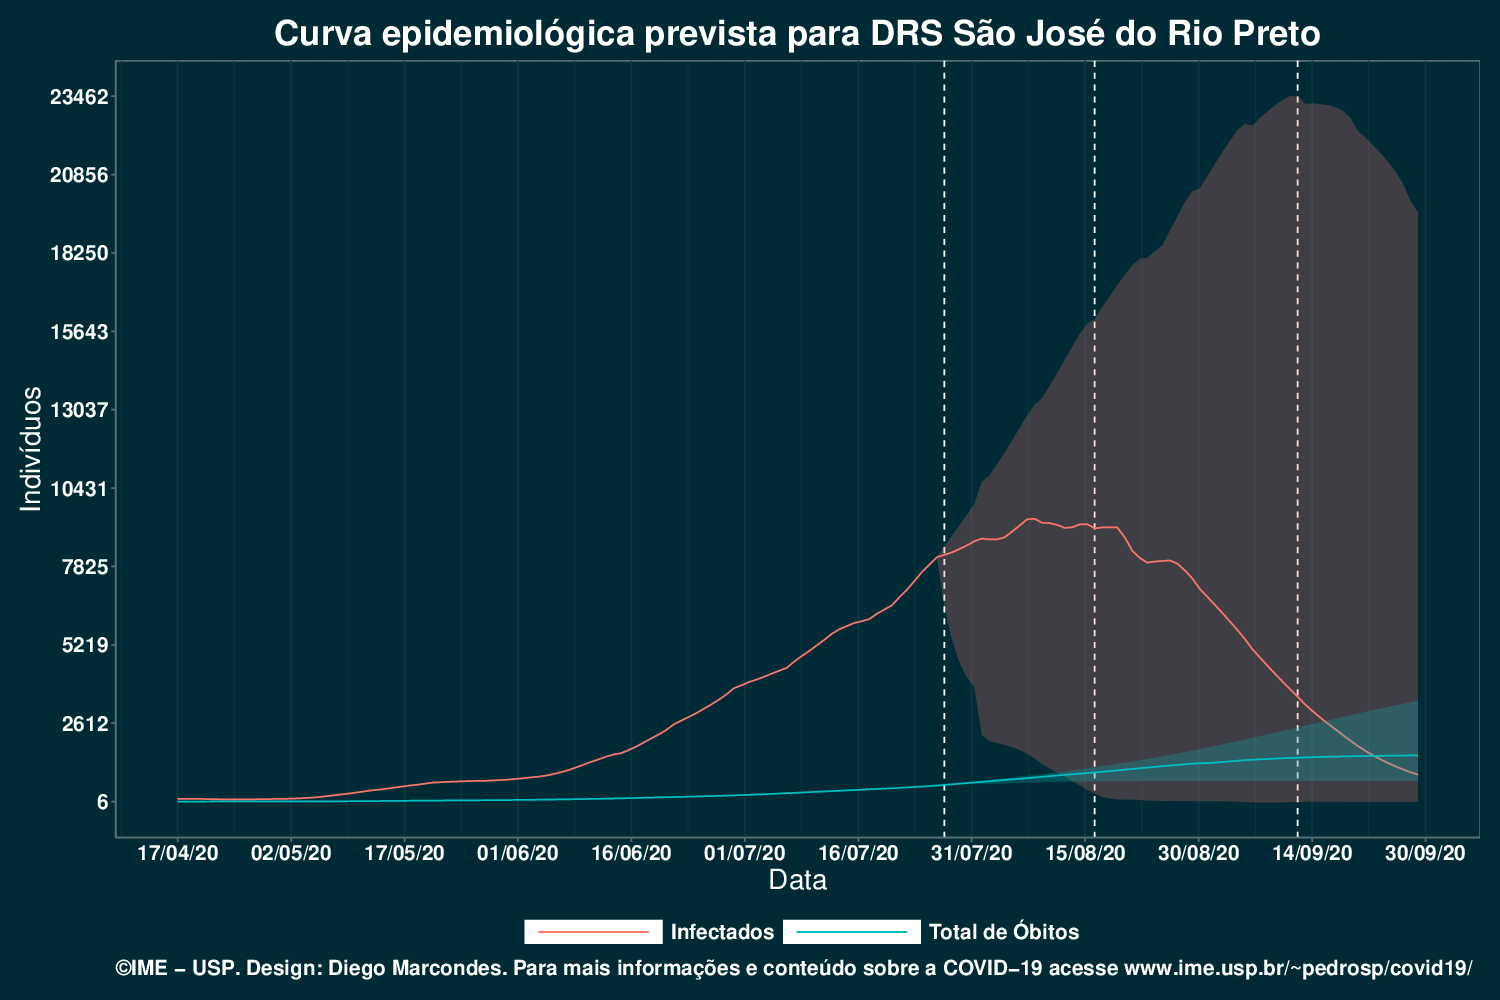 Curva epidemiológica prevista para DRS São José do Rio Preto
23462
20856
18250
15643
13037
10431
7825
5219
2612
6
Indivíduos
17/04/20 02/05/20 17/05/20 01/06/20 16/06/20 01/07/20 16/07/20 31/07/20 15/08/20 30/08/20 14/09/20 30/09/20
Data
Infectados Total de Óbitos
©IME − USP. Design: Diego Marcondes. Para mais informações e conteúdo sobre a COVID−19 acesse www.ime.usp.br/~pedrosp/covid19/